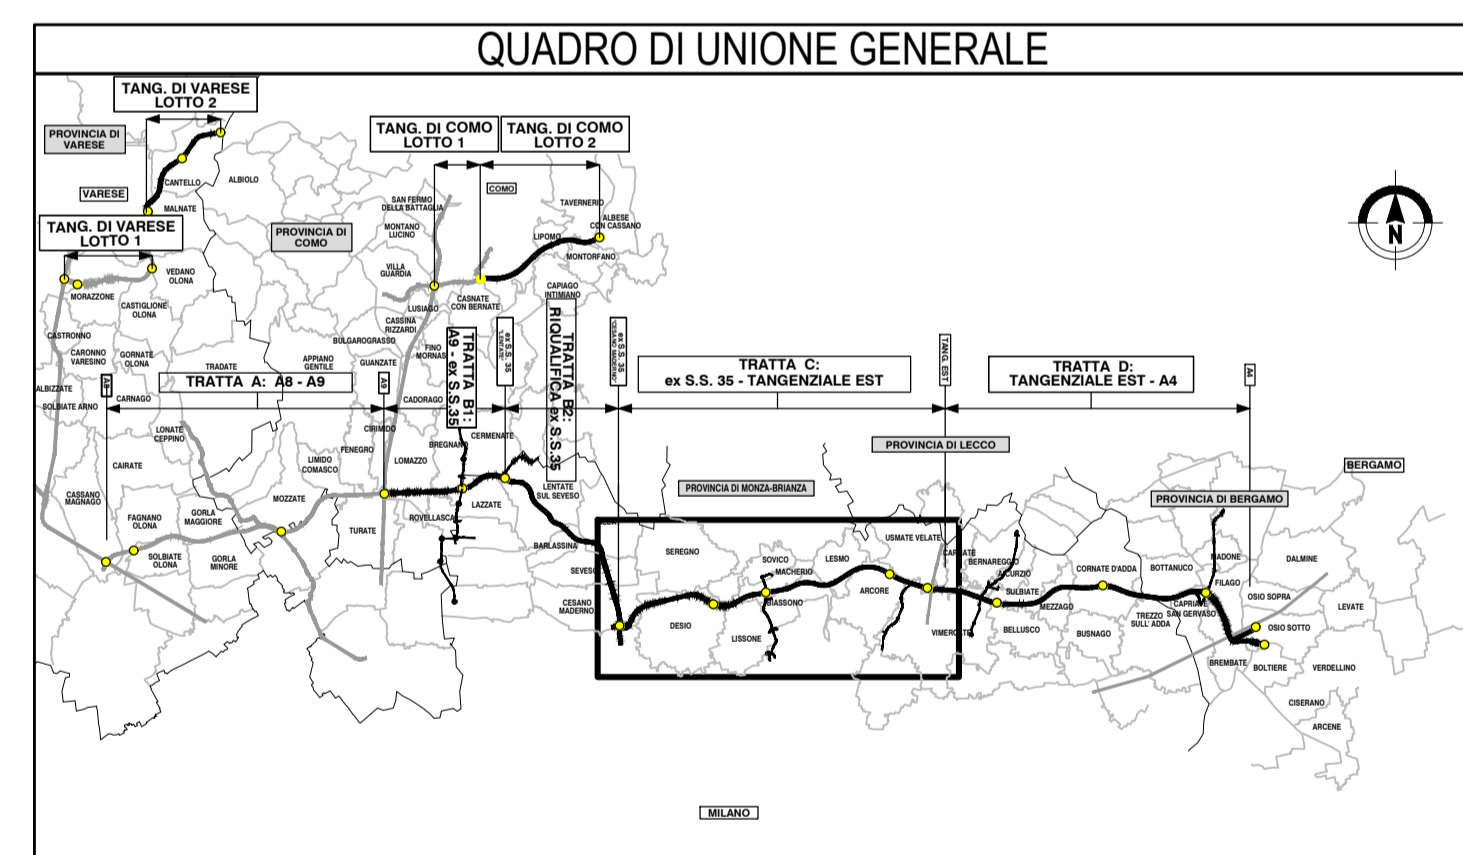 QUADRO DI UNIONE GENERALE
TANG. DI VARESE
LOTTO 2
PROVINCIA DI
VARESE
VARESE
CANTELLO
ALBIOLO
MALNATE
TANG. DI VARESE
LOTTO 1
PROVINCIA DI
COMO
TANG. DI COMO
LOTTO 1
TANG. DI COMO
LOTTO 2
COMO
SAN FERMO
DELLA BATTAGLIA
MONTANO
LUCINO
TAVERNERIO
ALBESE
CON CASSANO
LIPOMO
MONTORFANO
VILLA
GUARDIA
CAPIAGO
INTIMIANO
CASNATE
CON BERNATE
LUSIAGO
CASSINA
RIZZARDI
BULGAROGRASSO
FINO
MORNAS
GUANZATE
VEDANO
OLONA
MORAZZONE
CASTIGLIONE
OLONA
CASTRONNO
CARONNO
VARESINO
GORNATE
OLONA
TRADATE
APPIANO
GENTILE
ALBIZZATE
SOLBIATE ARNO
CARNAGO
A8
TRATTA A: A8 - A9
A9
CADORAGO
TRATTA B1:
A9 - ex S.S.35
ex S.S. 35
"LENTATE"
TRATTA B2:
RIQUALIFICA ex S.S.35
ex S.S. 35
"CESANO MADERNO"
TRATTA C:
ex S.S. 35 - TANGENZIALE EST
TANG. EST
TRATTA D:
TANGENZIALE EST - A4
A4
LONATE
CEPPINO
CIRIMIDO
FENEGRO
BREGNANO
CERMENATE
LIMIDO
COMASCO
LOMAZZO
CAIRATE
CASSANO
MAGNAGO
MOZZATE
FAGNANO
OLONA
GORLA
MAGGIORE
SOLBIATE
OLONA
GORLA
MINORE
TURATE
ROVELLASCA
LAZZATE
LENTATE
SUL SEVESO
BARLASSINA
SEVESO
CESANO
MADERNO
PROVINCIA DI MONZA-BRIANZA
PROVINCIA DI LECCO
PROVINCIA DI BERGAMO
BERGAMO
SEREGNO
SOVICO
MACHERIO
LESMO
USMATE VELATE
CARNATE
BERNAREGGIO
AICURZIO
BIASSONO
ARCORE
DESIO
LISSONE
VIMERCATE
SULBIATE
MEZZAGO
BELLUSCO
CORNATE D'ADDA
BUSNAGO
BOTTANUCO
TREZZO
SULL' ADDA
MADONE
FILAGO
CAPRIATE
SAN GERVASO
DALMINE
OSIO SOPRA
LEVATE
OSIO SOTTO
BREMBATE
BOLTIERE
VERDELLINO
CISERANO
ARCENE
MILANO
N